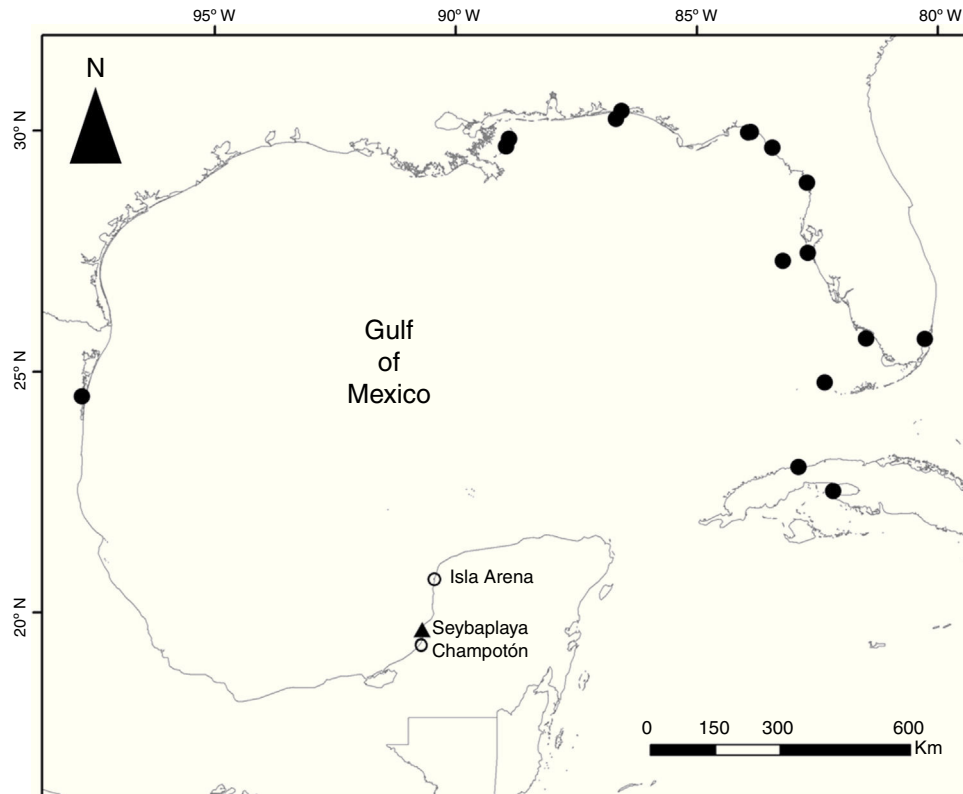 95° W
90° W
85° W
80° W
N
30° N
25° N
20° N
Gulf
of
Mexico
Isla Arena
Seybaplaya
Champotón
0 150 300 600
Km